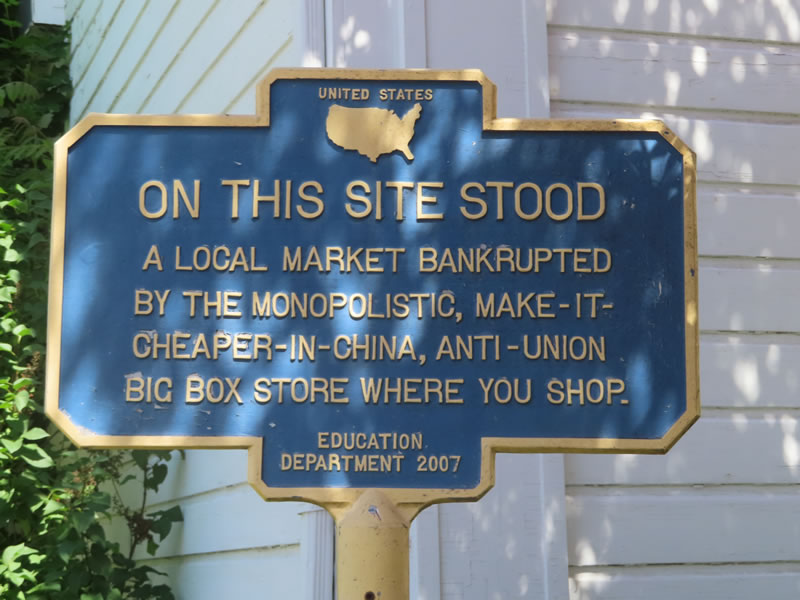 UNITED STATES
ON THIS SITE STOOD
A LOCAL MARKET BANKRUPTED
BY THE MONOPOLISTIC, MAKE-IT-
CHEAPER-IN-CHINA, ANTI-UNION
BIG BOX STORE WHERE YOU SHOP.
EDUCATION
DEPARTMENT 2007